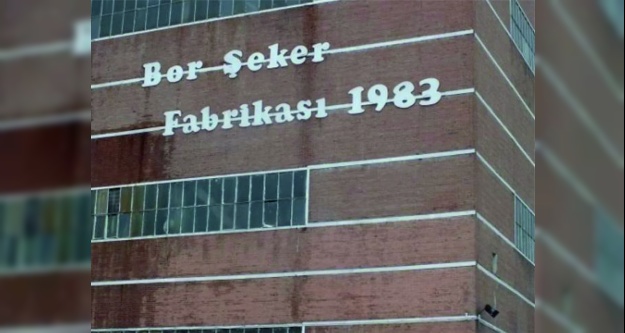 Bor Şeker
Fabrikası 1983